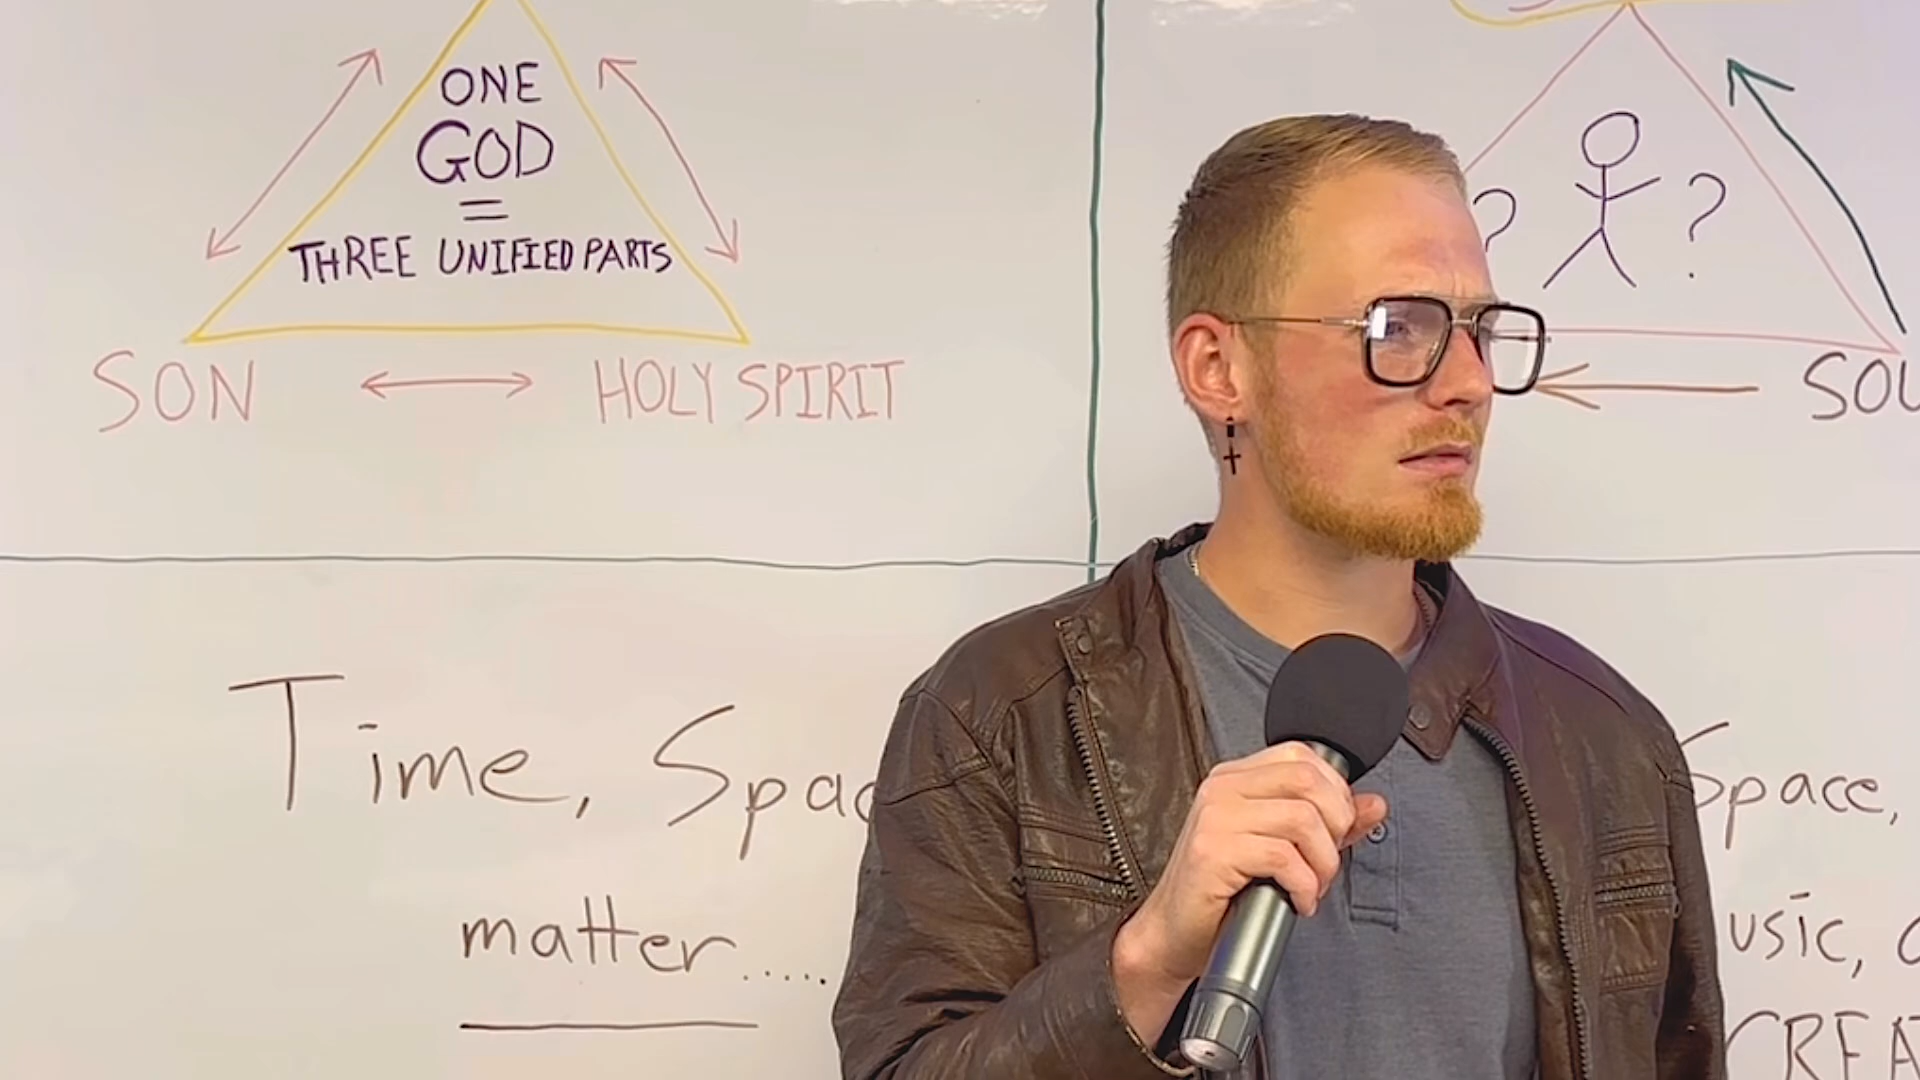 ONE
GOD
=
THREE UNIFIED PARTS
SON
HOLY SPIRIT
? ?
SOU
Time, Spac
matter.....
Space,
usic,
CREA